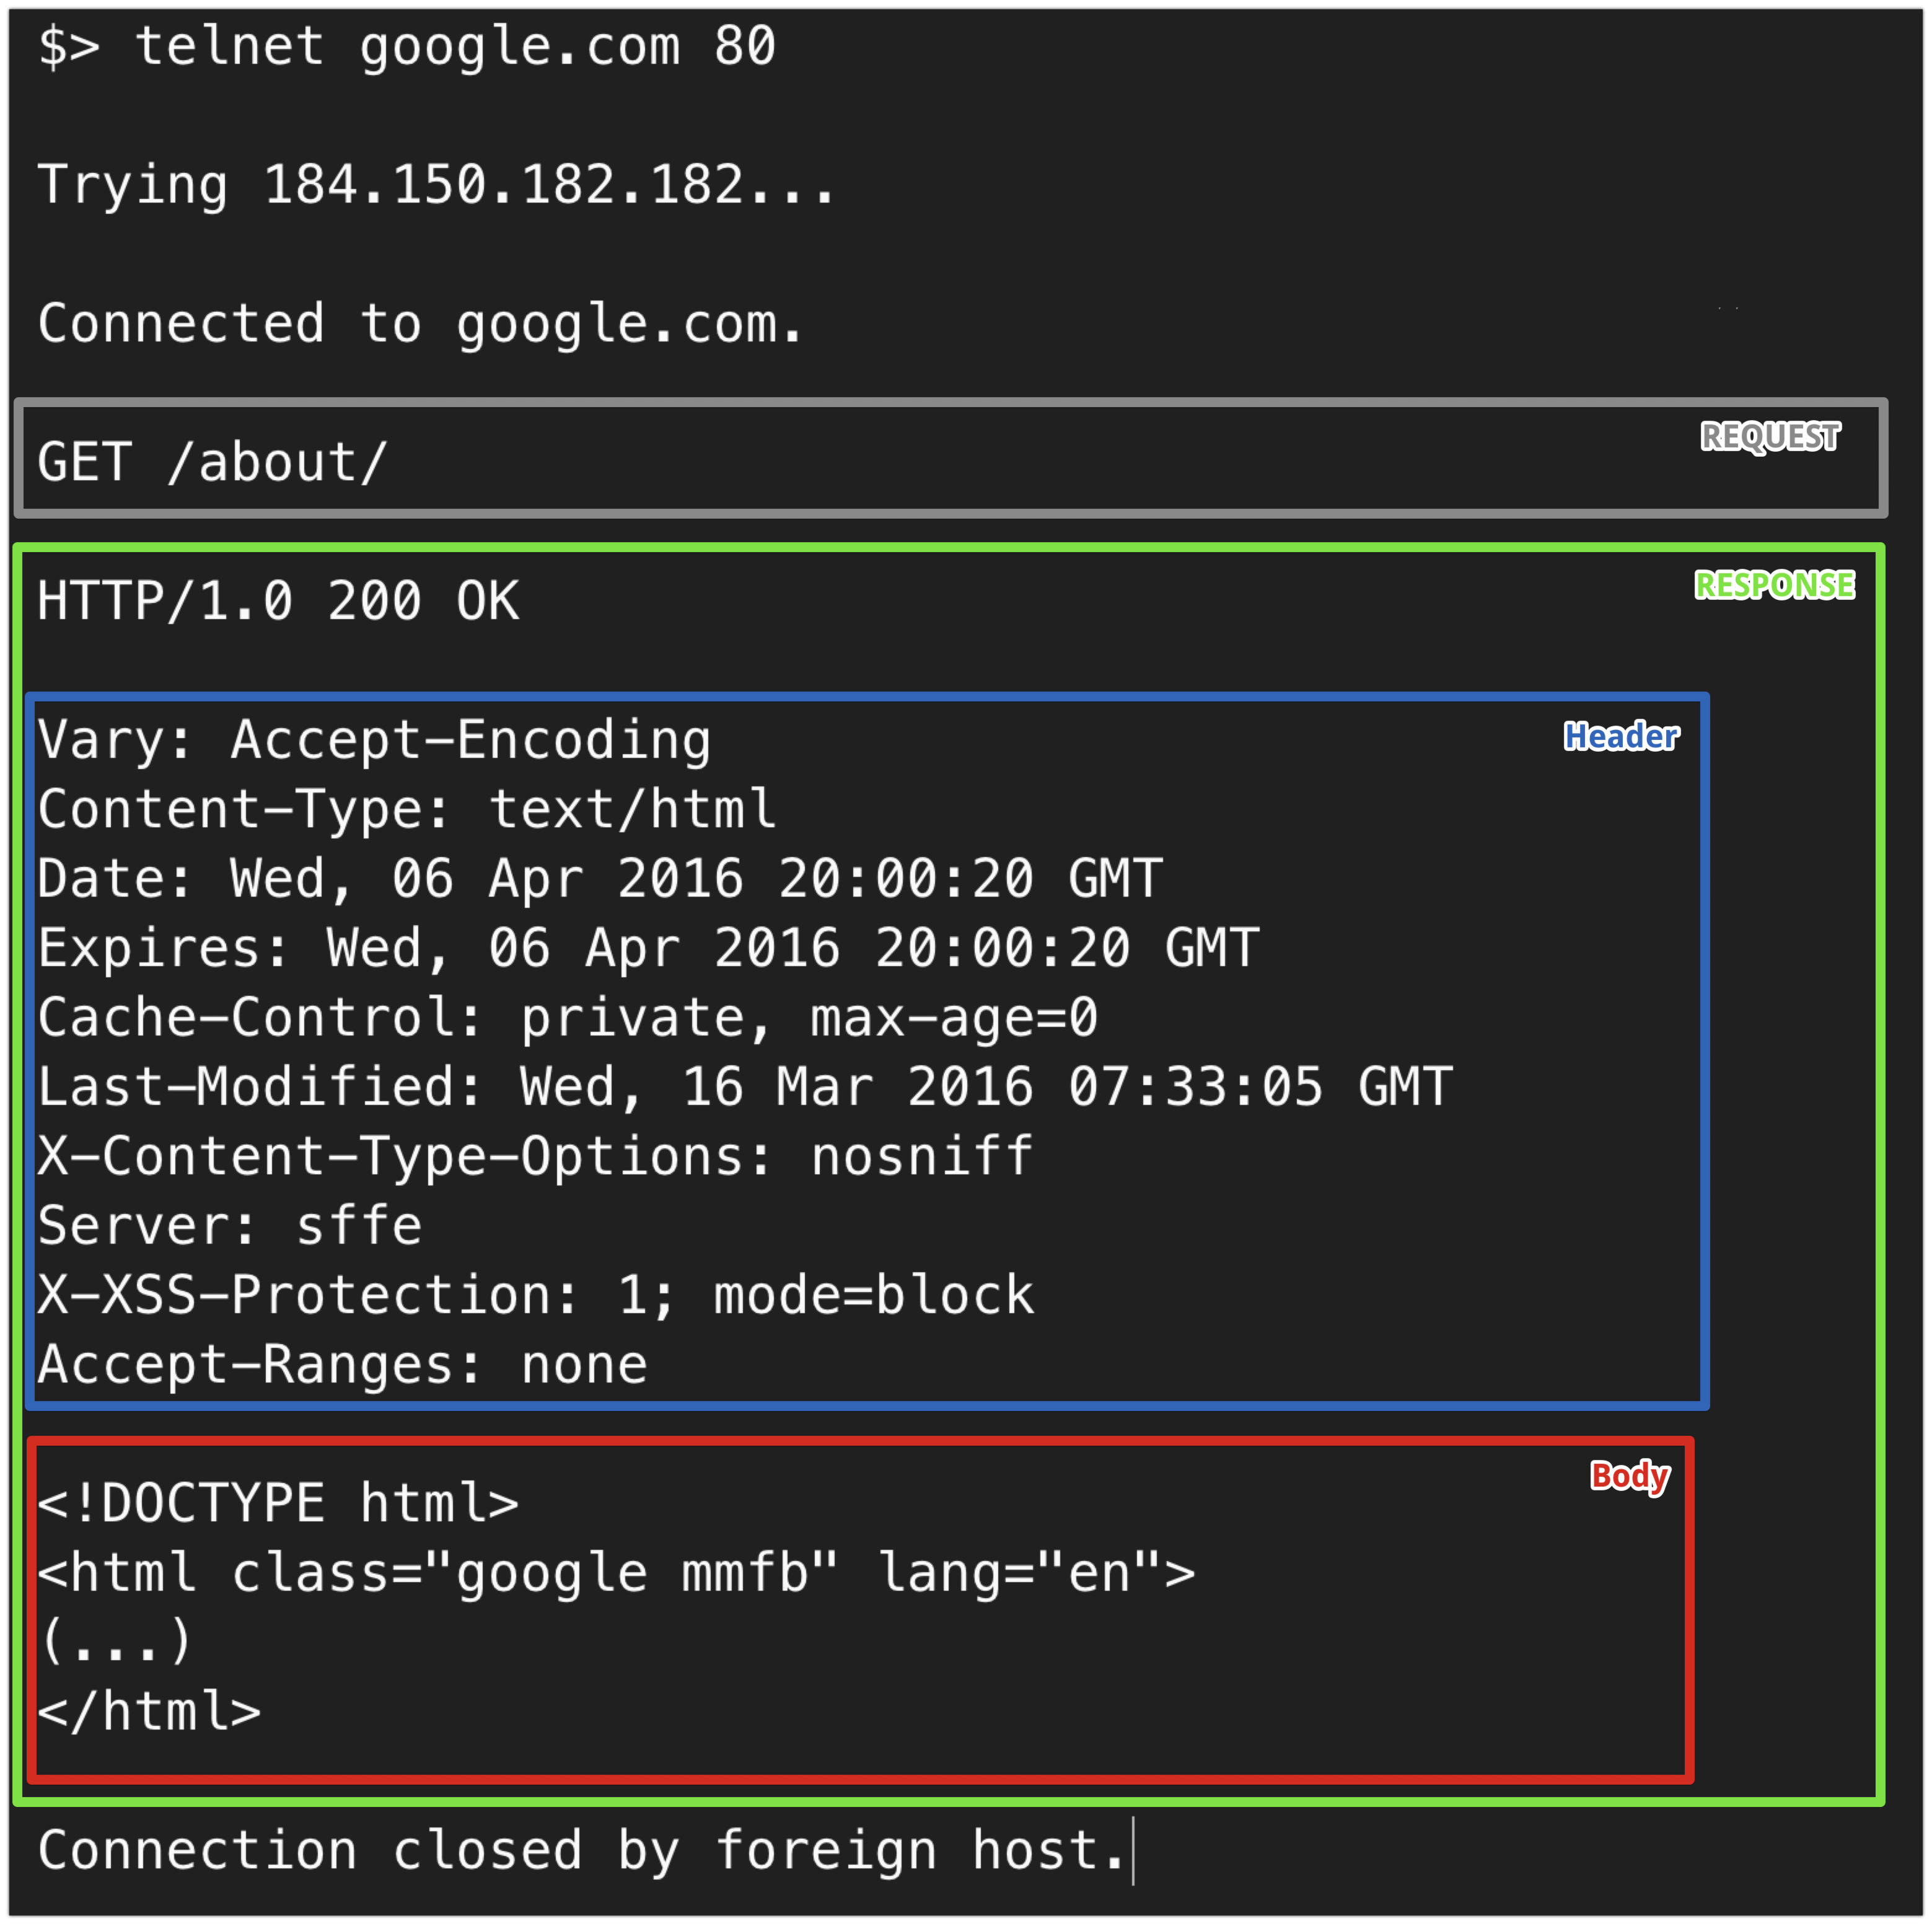 $> telnet google.com 80
Trying 184.150.182.182...
Connected to google.com.
REQUEST
GET /about/
RESPONSE
HTTP/1.0 200 OK
Header
Vary: Accept-Encoding
Content-Type: text/html
Date: Wed, 06 Apr 2016 20:00:20 GMT
Expires: Wed, 06 Apr 2016 20:00:20 GMT
Cache-Control: private, max-age=0
Last-Modified: Wed, 16 Mar 2016 07:33:05 GMT
X-Content-Type-Options: nosniff
Server: sffe
X-XSS-Protection: 1; mode=block
Accept-Ranges: none
Body
<!DOCTYPE html>
<html class="google mmfb" lang="en">
(...)
</html>
Connection closed by foreign host.